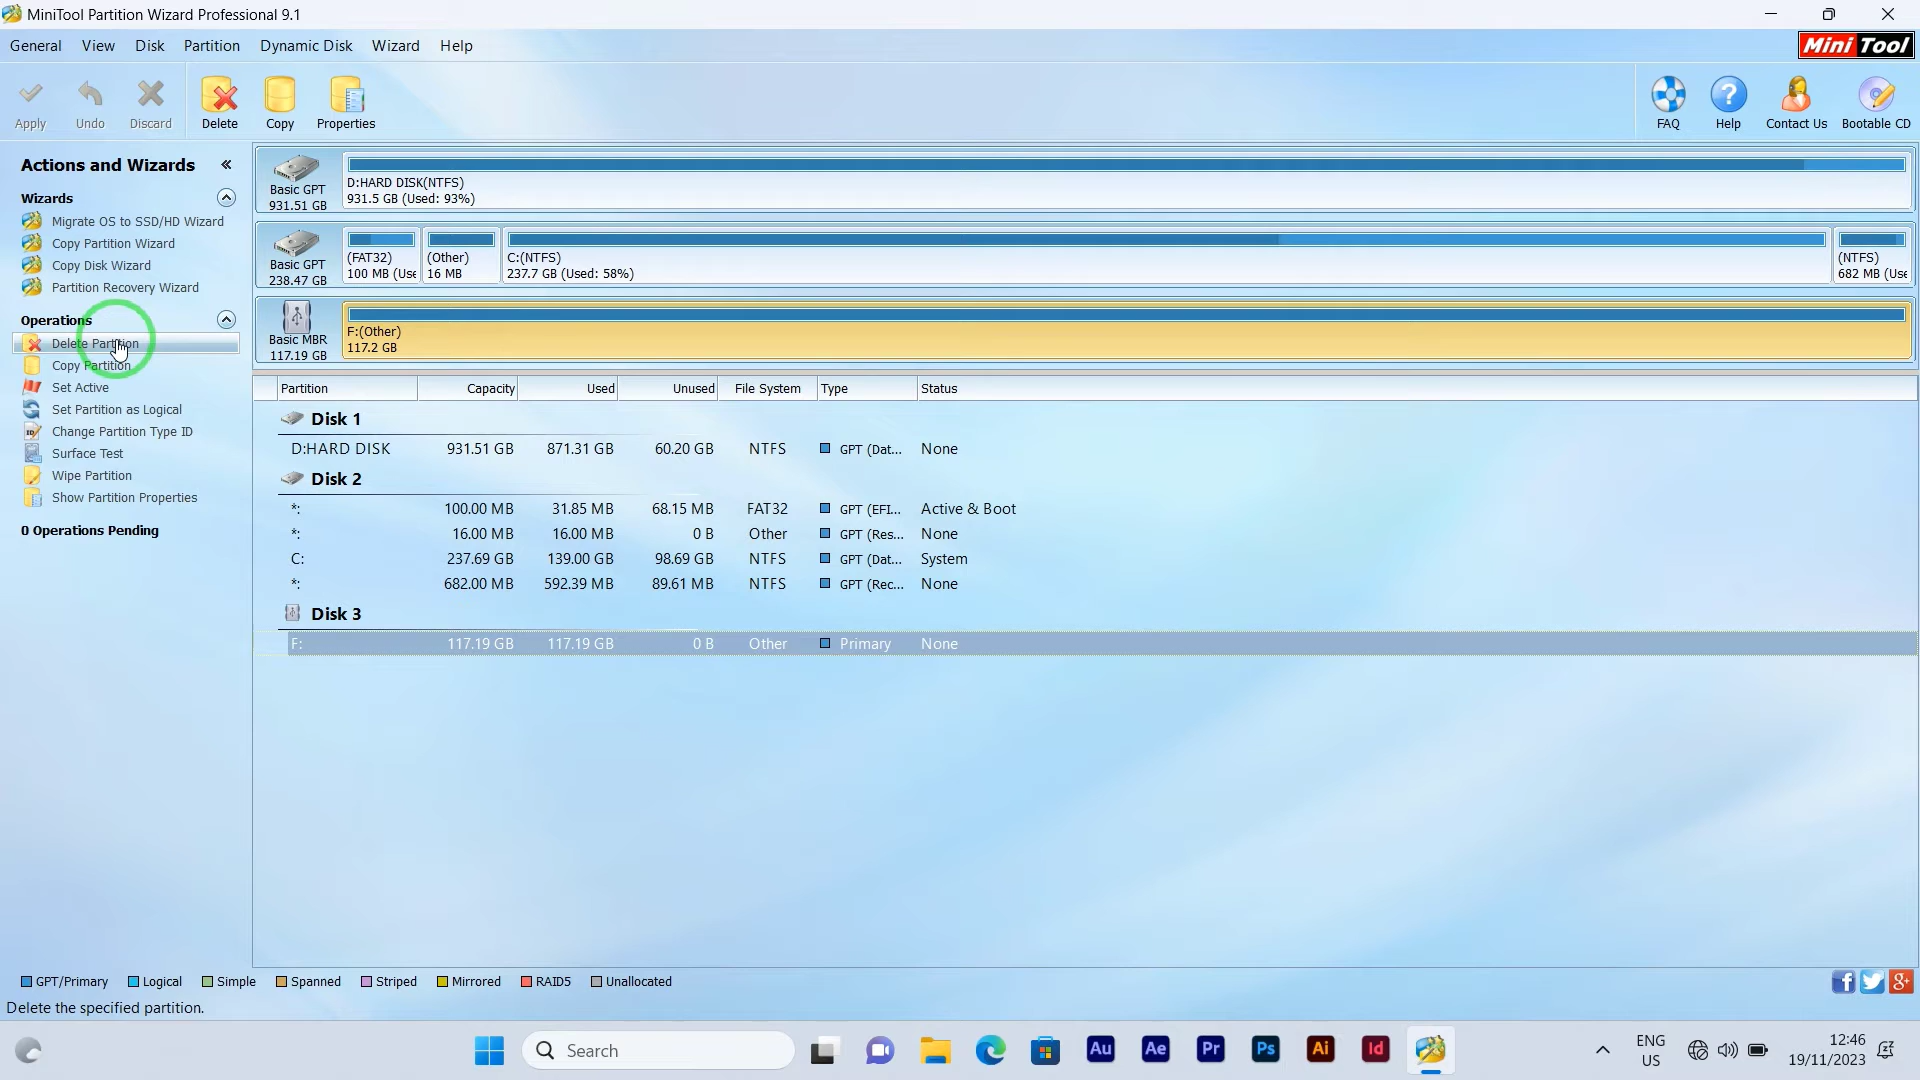 MiniTool Partition Wizard Professional 9.1
General View Disk Partition Dynamic Disk Wizard Help
Mini Tool
Apply Undo Discard Delete Copy Properties FAQ Help Contact Us Bootable CD
Actions and Wizards
Wizards
Migrate OS to SSD/HD Wizard
Copy Partition Wizard
Copy Disk Wizard
Partition Recovery Wizard
Operations
Delete Partition
Copy Partition
Set Active
Set Partition as Logical
Change Partition Type ID
Surface Test
Wipe Partition
Show Partition Properties
0 Operations Pending
Basic GPT
931.51 GB
D:HARD DISK(NTFS)
931.5 GB (Used: 93%)
Basic GPT
238.47 GB
(FAT32)
100 MB (Use
(Other)
16 MB
C:(NTFS)
237.7 GB (Used: 58%)
(NTFS)
682 MB (Use
Basic MBR
117.19 GB
F:(Other)
117.2 GB
Partition Capacity Used Unused File System Type Status
Disk 1
D:HARD DISK 931.51 GB 871.31 GB 60.20 GB NTFS GPT (Dat... None
Disk 2
*: 100.00 MB 31.85 MB 68.15 MB FAT32 GPT (EFI... Active & Boot
*: 16.00 MB 16.00 MB 0 B Other GPT (Res... None
C: 237.69 GB 139.00 GB 98.69 GB NTFS GPT (Dat... System
*: 682.00 MB 592.39 MB 89.61 MB NTFS GPT (Rec... None
Disk 3
F: 117.19 GB 117.19 GB 0 B Other Primary None
GPT/Primary Logical Simple Spanned Striped Mirrored RAID5 Unallocated
Delete the specified partition.
Search
Au Ae Pr Ps Ai Id
ENG
US
12:46
19/11/2023